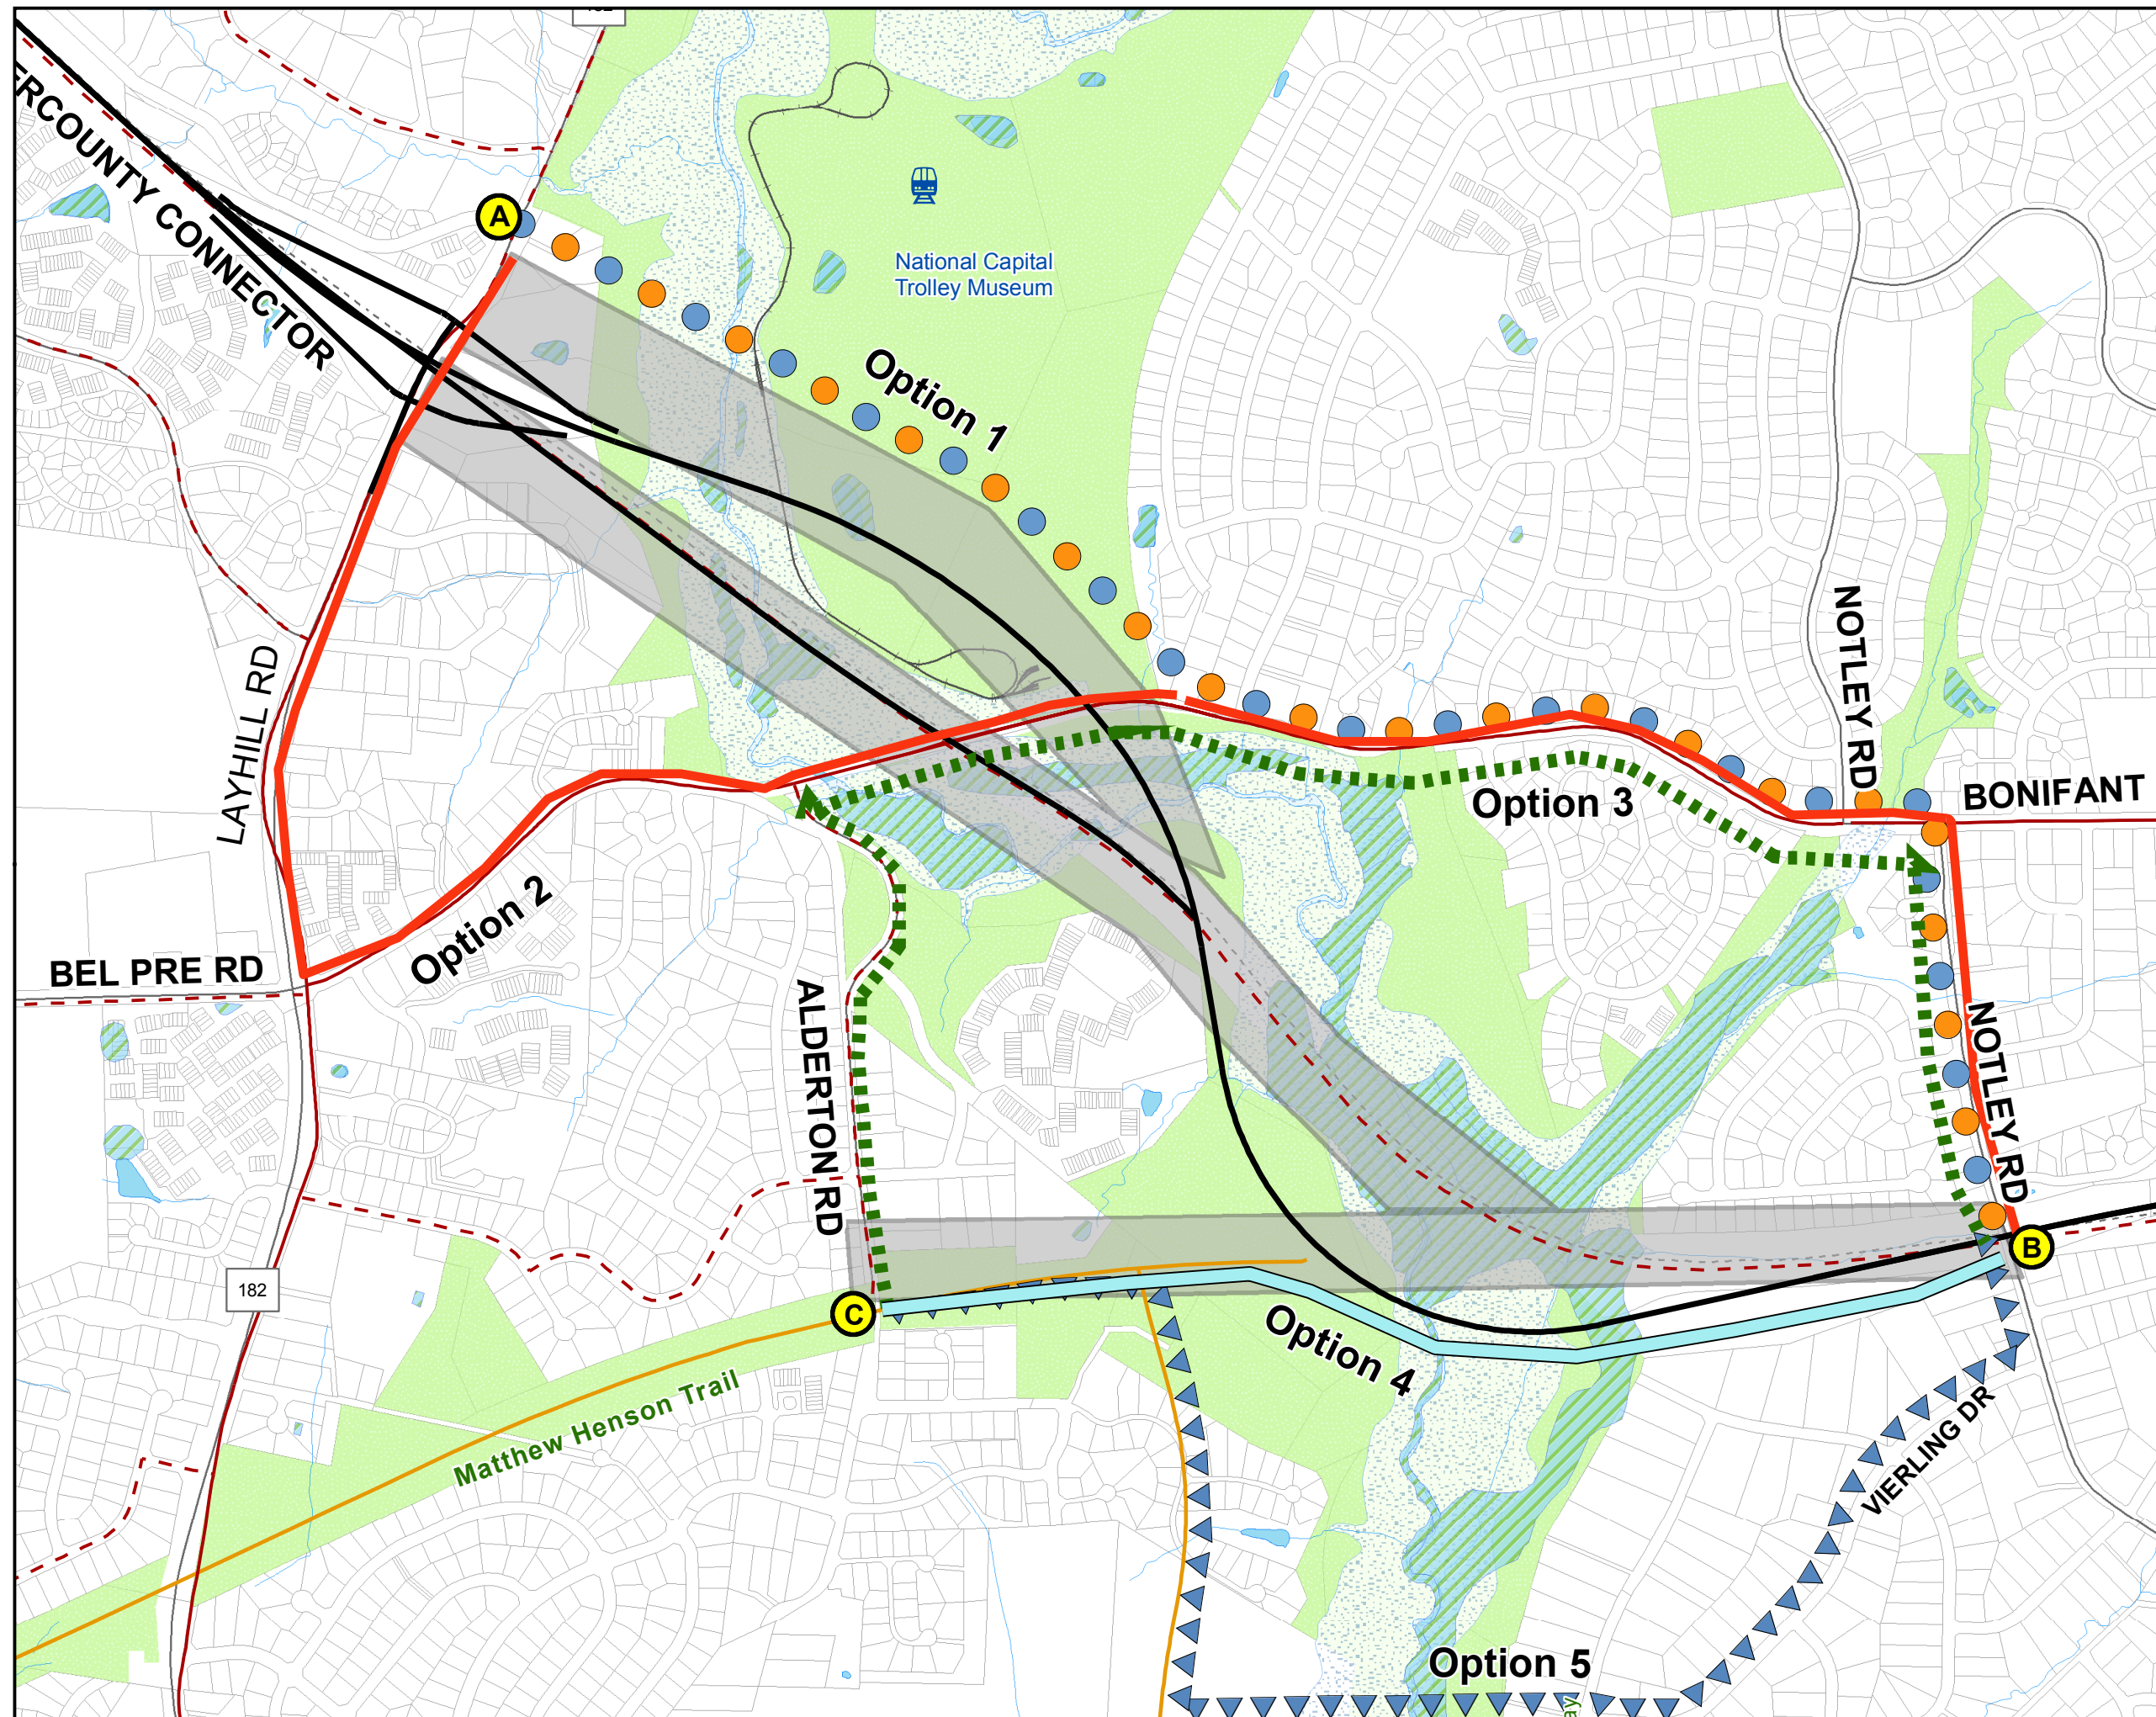 ERCOUNTY CONNECTOR
A
National Capital
Trolley Museum
Option 1
NOTLEY RD
LAYHILL RD
Option 3
BONIFANT
Option 2
BEL PRE RD
ALDERTON RD
NOTLEY RD
B
182
C
Option 4
Matthew Henson Trail
VIERLING DR
Option 5